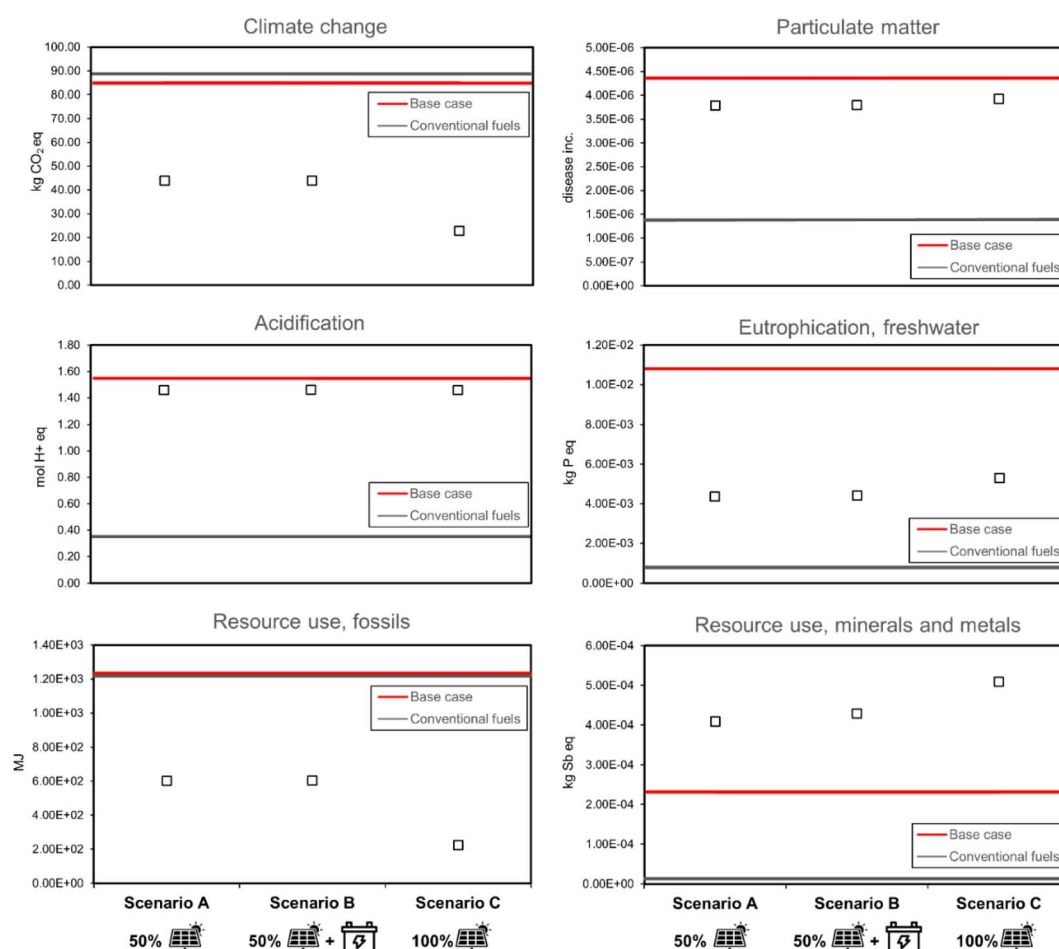 Climate change
100.00
90.00
80.00
70.00
60.00
50.00
40.00
30.00
20.00
10.00
0.00
kg CO₂ eq
Base case
Conventional fuels
Particulate matter
5.00E-06
4.50E-06
4.00E-06
3.50E-06
3.00E-06
2.50E-06
2.00E-06
1.50E-06
1.00E-06
5.00E-07
0.00E+00
disease inc.
Base case
Conventional fuels
Acidification
1.80
1.60
1.40
1.20
1.00
0.80
0.60
0.40
0.20
0.00
mol H+ eq
Base case
Conventional fuels
Eutrophication, freshwater
1.20E-02
1.00E-02
8.00E-03
6.00E-03
4.00E-03
2.00E-03
0.00E+00
kg P eq
Base case
Conventional fuels
Resource use, fossils
1.40E+03
1.20E+03
1.00E+03
8.00E+02
6.00E+02
4.00E+02
2.00E+02
0.00E+00
MJ
Base case
Conventional fuels
Scenario A
Scenario B
Scenario C
50%
50% +
100%
Resource use, minerals and metals
6.00E-04
5.00E-04
4.00E-04
3.00E-04
2.00E-04
1.00E-04
0.00E+00
kg Sb eq
Base case
Conventional fuels
Scenario A
Scenario B
Scenario C
50%
50% +
100%